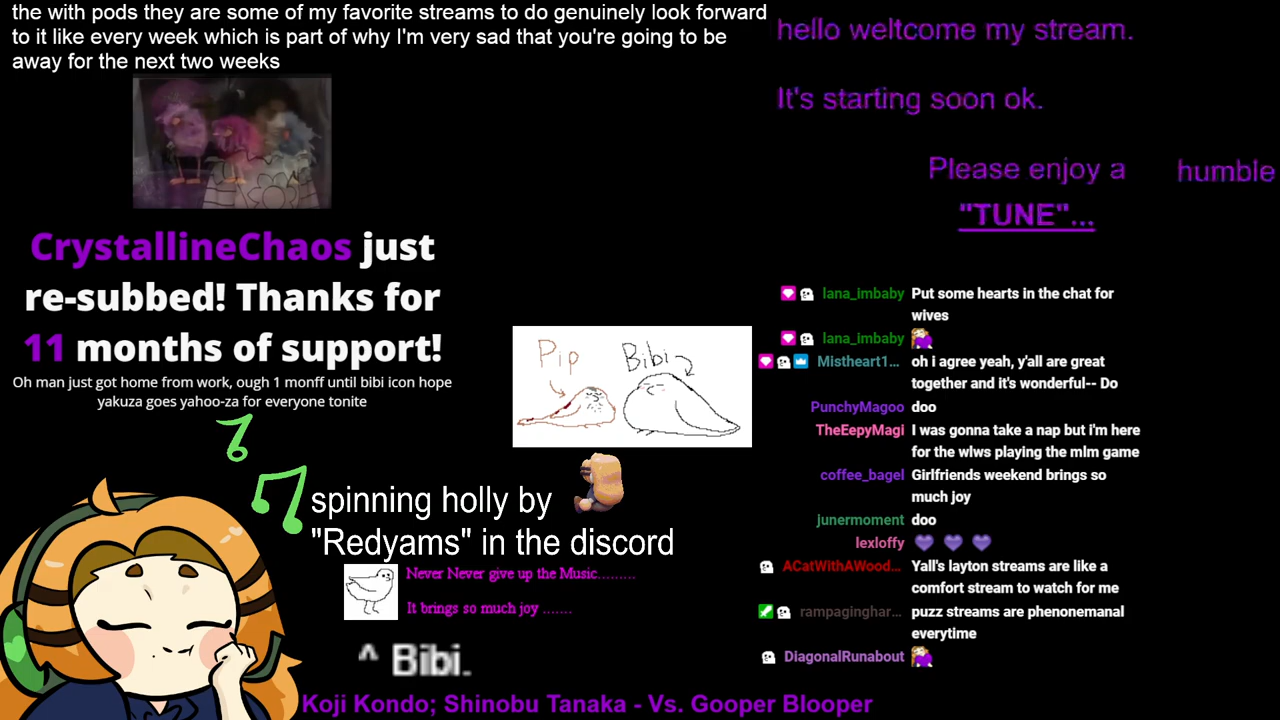 the with pods they are some of my favorite streams to do genuinely look forward
to it like every week which is part of why I'm very sad that you're going to be
away for the next two weeks
hello weltcome my stream.
It's starting soon ok.
Please enjoy a humble
"TUNE"...
CrystallineChaos just
re-subbed! Thanks for
11 months of support!
Oh man just got home from work, ough 1 monff until bibi icon hope
yakuza goes yahoo-za for everyone tonite
Pip
Bibi
spinning holly by
"Redyams" in the discord
Never Never give up the Music.........
It brings so much joy .......
^ Bibi.
lana_imbaby Put some hearts in the chat for
wives
lana_imbaby
Mistheart1... oh i agree yeah, y'all are great
together and it's wonderful-- Do
PunchyMagoo doo
TheEepyMagi I was gonna take a nap but i'm here
for the wlws playing the mlm game
coffee_bagel Girlfriends weekend brings so
much joy
junermoment doo
lexloffy
ACatWithAWood... Yall's layton streams are like a
comfort stream to watch for me
rampaginghar... puzz streams are phenonemanal
everytime
DiagonalRunabout
Koji Kondo; Shinobu Tanaka - Vs. Gooper Blooper